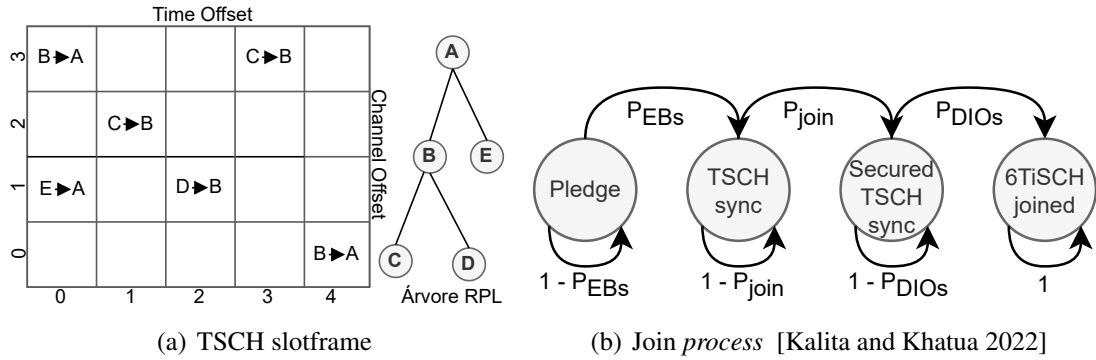 Time Offset
3
B→A
C→B
A
2
C→B
Channel Offset
B
E
1
E→A
D→B
0
B→A
C
D
0
1
2
3
4
Árvore RPL
(a) TSCH slotframe
P_EBs
P_join
P_DIOs
Pledge
TSCH
sync
Secured
TSCH
sync
6TiSCH
joined
1 - P_EBs
1 - P_join
1 - P_DIOs
1
(b) Join process [Kalita and Khatua 2022]